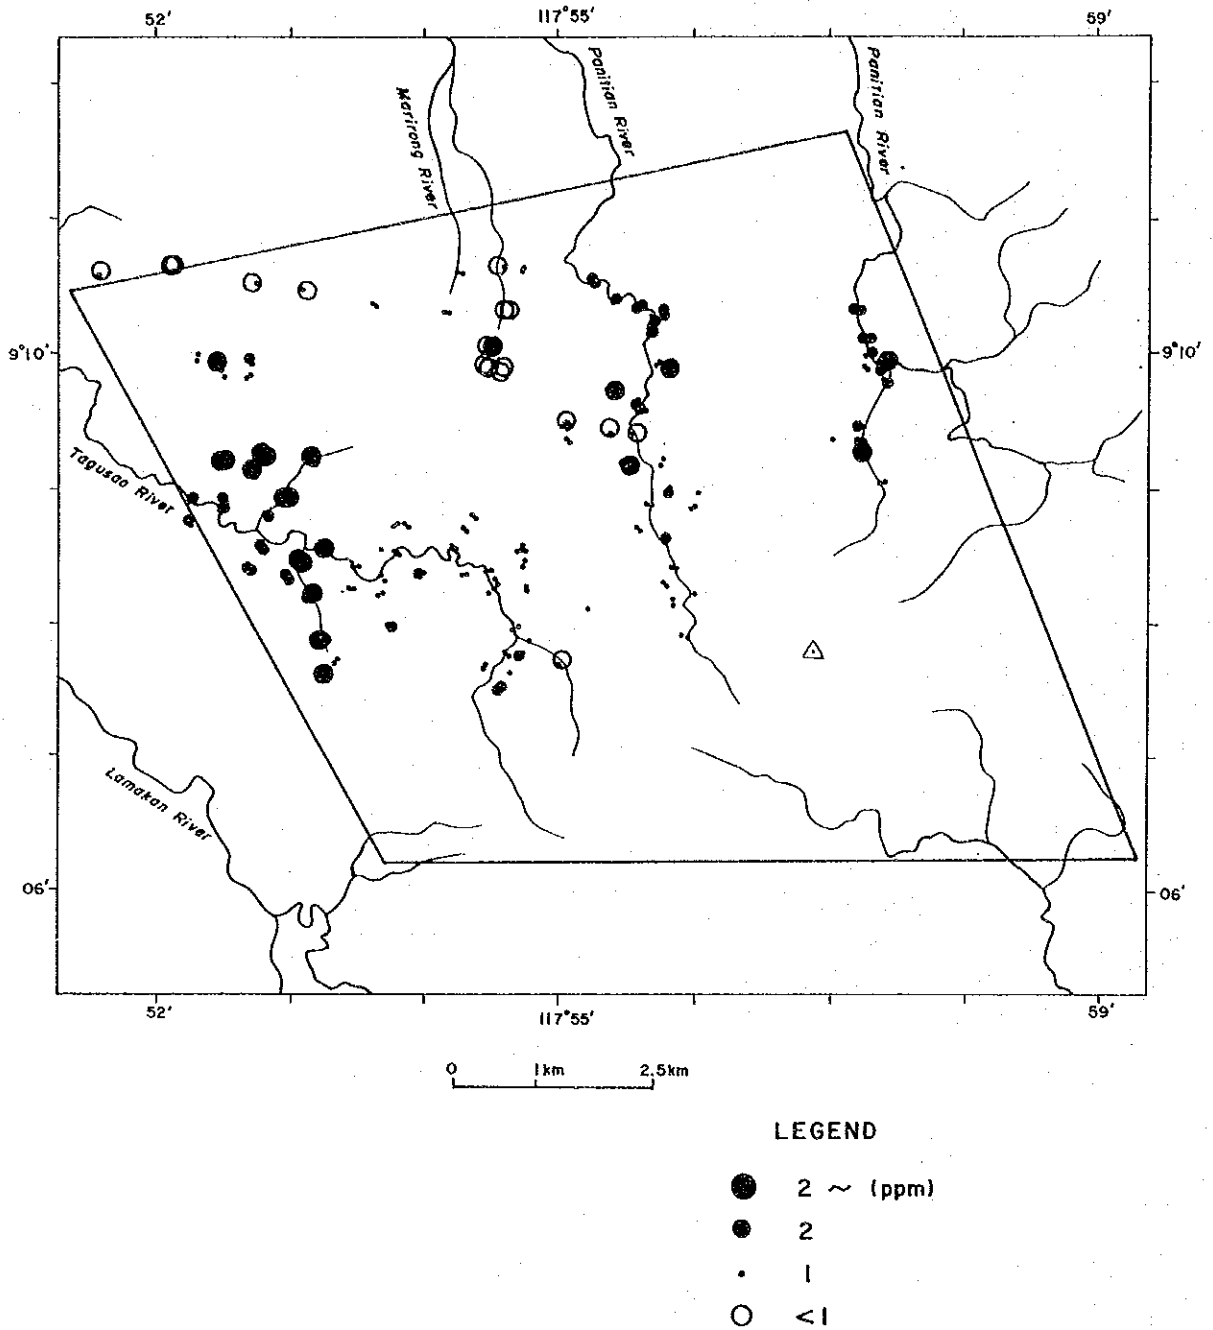 52' 117°55' 59'
Marirong River
Panitian River
Panitian River
9°10' 9°10'
Tagusao River
Lamakan River
06' 06'
52' 117°55' 59'
0 1km 2.5km
LEGEND
2 ~ (ppm)
2
1
<1